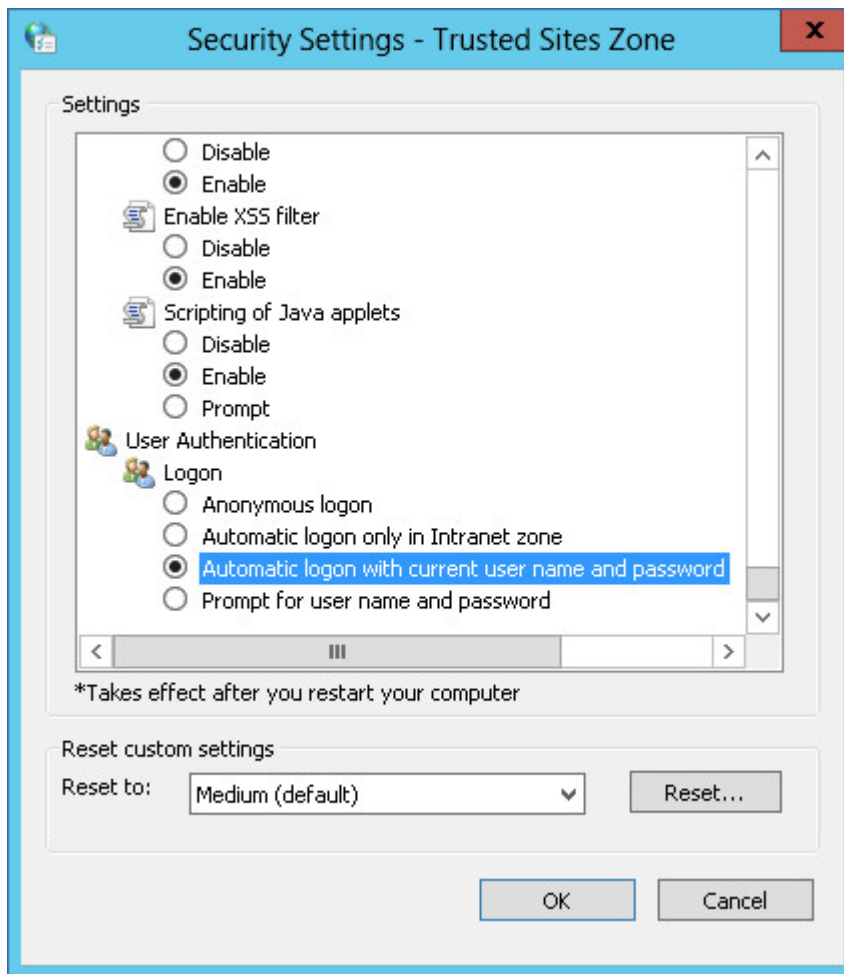 Security Settings - Trusted Sites Zone
x
Settings
Disable
Enable
Enable XSS filter
Disable
Enable
Scripting of Java applets
Disable
Enable
Prompt
User Authentication
Logon
Anonymous logon
Automatic logon only in Intranet zone
Automatic logon with current user name and password
Prompt for user name and password
*Takes effect after you restart your computer
Reset custom settings
Reset to: Medium (default) Reset...
OK Cancel